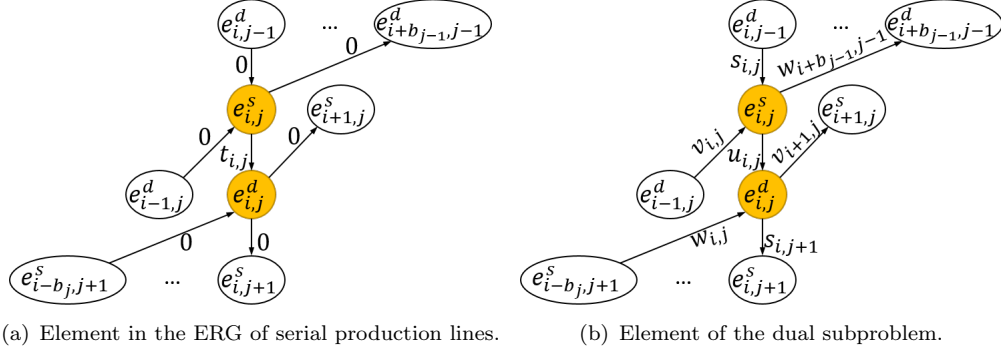 e^d_{i,j-1} ... e^d_{i+b_{j-1},j-1}
0 0
e^s_{i,j} e^s_{i+1,j}
0 t_{i,j} 0
e^d_{i-1,j} e^d_{i,j}
0 0
e^s_{i-b_j,j+1} ... e^s_{i,j+1}
(a) Element in the ERG of serial production lines.
e^d_{i,j-1} ... e^d_{i+b_{j-1},j-1}
s_{i,j} w_{i+b_{j-1},j-1}
e^s_{i,j} e^s_{i+1,j}
v_{i,j} u_{i,j} v_{i+1,j}
e^d_{i-1,j} e^d_{i,j}
w_{i,j} s_{i,j+1}
e^s_{i-b_j,j+1} ... e^s_{i,j+1}
(b) Element of the dual subproblem.